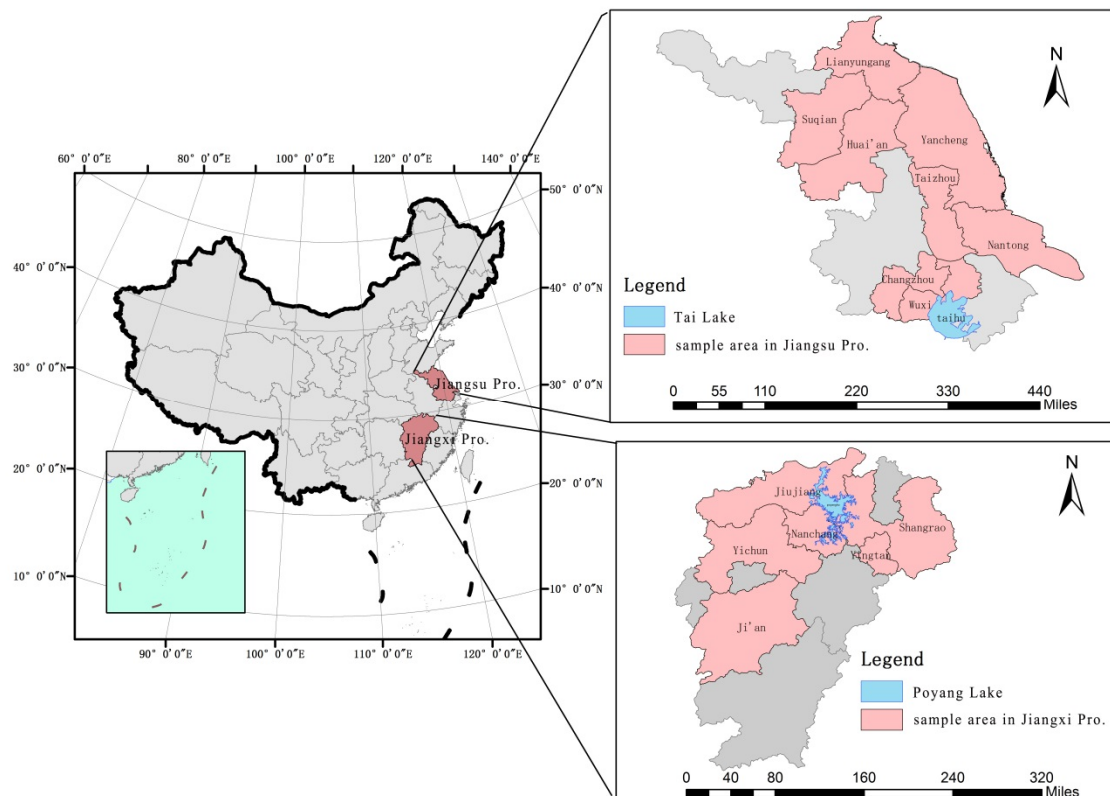 60° 0'0"E
80° 0'0"E
100° 0'0"E
120° 0'0"E
140° 0'0"E
50° 0'0"N
40° 0'0"N
40° 0'0"N
30° 0'0"N
30° 0'0"N
20° 0'0"N
20° 0'0"N
10° 0'0"N
10° 0'0"N
90° 0'0"E
100° 0'0"E
110° 0'0"E
120° 0'0"E
Jiangsu Pro.
Jiangxi Pro.
N
Lianyungang
Suqian
Huai'an
Yancheng
Taizhou
Nantong
Changzhou
Wuxi
taihu
Legend
Tai Lake
sample area in Jiangsu Pro.
0 55 110 220 330 440
Miles
N
Jiujiang
Nanchang
Shangrao
Yichun
Yingtan
Ji'an
Legend
Poyang Lake
sample area in Jiangxi Pro.
0 20 40 80 160 240 320
Miles